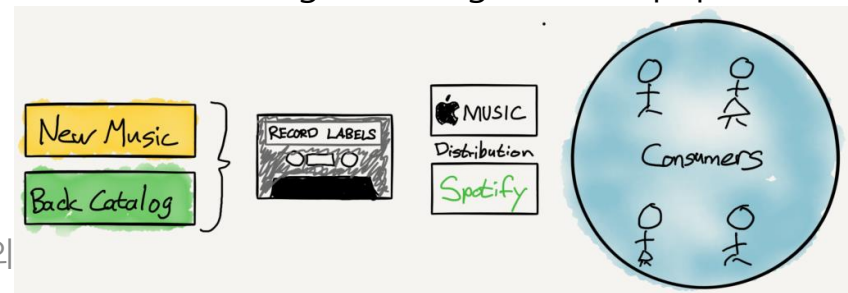 New Music
Back Catalog
RECORD LABELS
MUSIC
Distribution
Spotify
Consumers